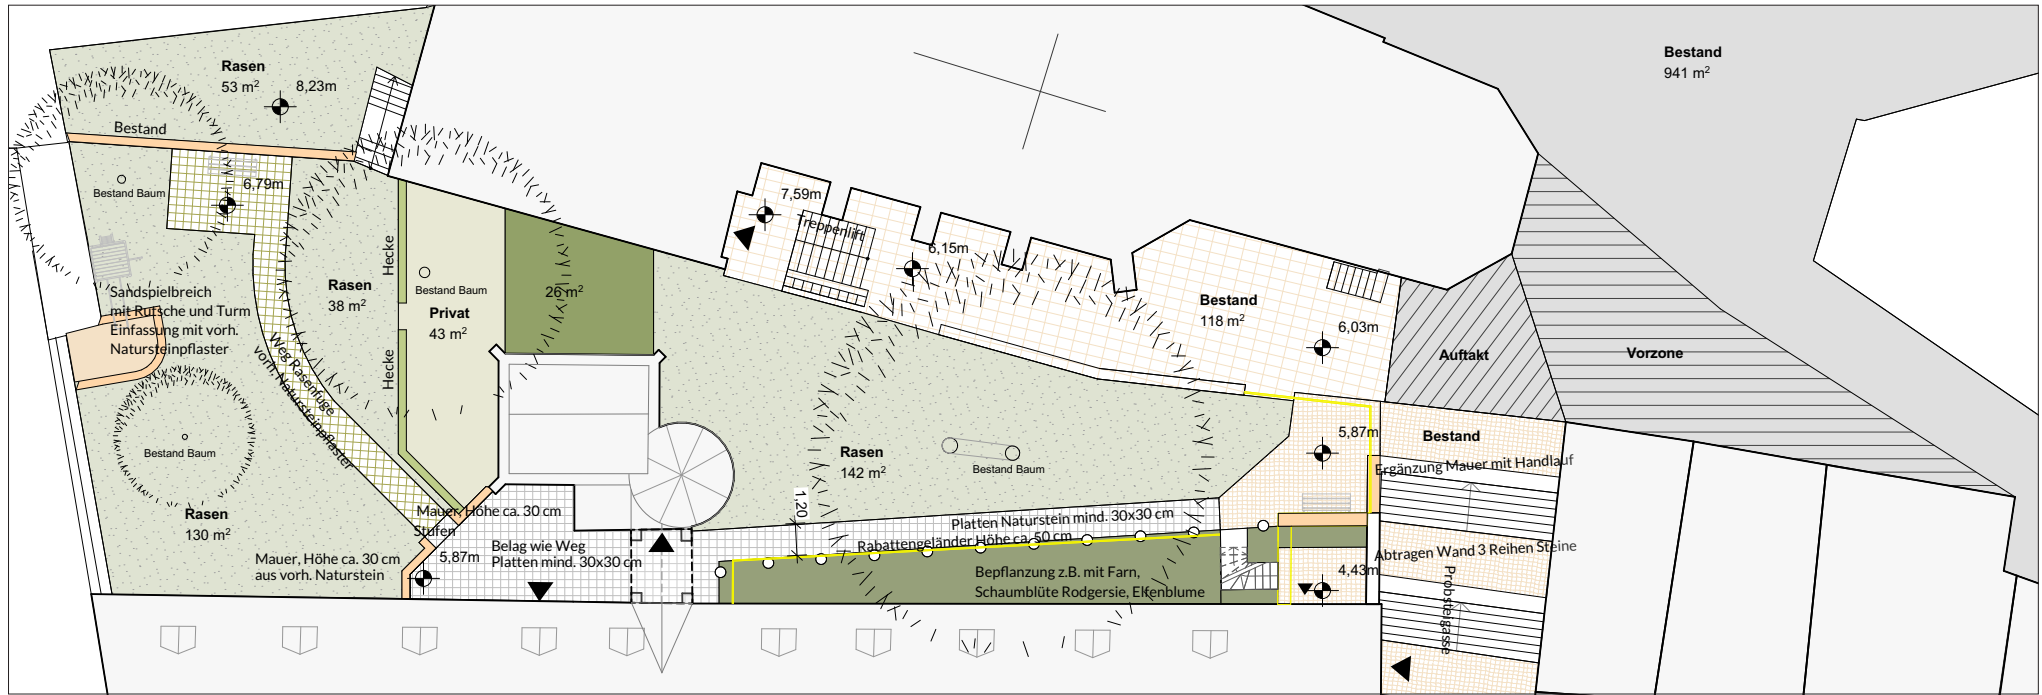 Rasen
53 m²
8,23m
Bestand
941 m²
Bestand
Bestand Baum
6,79m
7,59m
Treppenlift
6,15m
Hecke
Rasen
38 m²
Bestand Baum
Privat
43 m²
26 m²
Sandspielbreich
mit Rutsche und Turm
Einfassung mit vorh.
Natursteinpflaster
Hecke
Weg Rasenfuge
vorh. Natursteinpflaster
Bestand
118 m²
6,03m
Auftakt
Vorzone
Bestand Baum
Rasen
142 m²
Bestand Baum
5,87m
Bestand
Ergänzung Mauer mit Handlauf
Rasen
130 m²
Mauer, Höhe ca. 30 cm
Stufen
1,20
Platten Naturstein mind. 30x30 cm
Rabattengeländer Höhe ca. 50 cm
Mauer, Höhe ca. 30 cm
aus vorh. Naturstein
5,87m
Belag wie Weg
Platten mind. 30x30 cm
Bepflanzung z.B. mit Farn,
Schaumblüte Rodgersie, Elfenblume
Abtragen Wand 3 Reihen Steine
4,43m
Probsteigasse